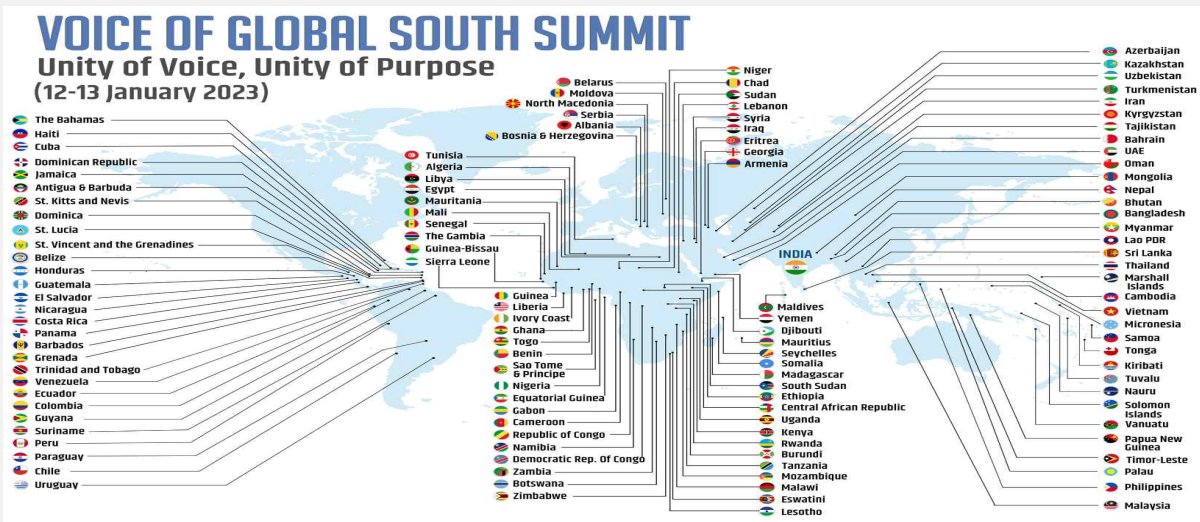 VOICE OF GLOBAL SOUTH SUMMIT
Unity of Voice, Unity of Purpose
(12-13 January 2023)
The Bahamas
Haiti
Cuba
Dominican Republic
Jamaica
Antigua & Barbuda
St. Kitts and Nevis
Dominica
St. Lucia
St. Vincent and the Grenadines
Belize
Honduras
Guatemala
El Salvador
Nicaragua
Costa Rica
Panama
Barbados
Grenada
Trinidad and Tobago
Venezuela
Ecuador
Colombia
Guyana
Suriname
Peru
Paraguay
Chile
Uruguay
Belarus
Moldova
North Macedonia
Serbia
Albania
Bosnia & Herzegovina
Tunisia
Algeria
Libya
Egypt
Mauritania
Mali
Senegal
The Gambia
Guinea-Bissau
Sierra Leone
Guinea
Liberia
Ivory Coast
Ghana
Togo
Benin
Sao Tome
& Principe
Nigeria
Equatorial Guinea
Gabon
Cameroon
Republic of Congo
Namibia
Democratic Rep. Of Congo
Zambia
Botswana
Zimbabwe
Niger
Chad
Sudan
Lebanon
Syria
Iraq
Eritrea
Georgia
Armenia
INDIA
Maldives
Yemen
Djibouti
Mauritius
Seychelles
Somalia
Madagascar
South Sudan
Ethiopia
Central African Republic
Uganda
Kenya
Rwanda
Burundi
Tanzania
Mozambique
Malawi
Eswatini
Lesotho
Azerbaijan
Kazakhstan
Uzbekistan
Turkmenistan
Iran
Kyrgyzstan
Tajikistan
Bahrain
UAE
Oman
Mongolia
Nepal
Bhutan
Bangladesh
Myanmar
Lao PDR
Sri Lanka
Thailand
Marshall
Islands
Cambodia
Vietnam
Micronesia
Samoa
Tonga
Kiribati
Tuvalu
Nauru
Solomon
Islands
Vanuatu
Papua New
Guinea
Timor-Leste
Palau
Philippines
Malaysia